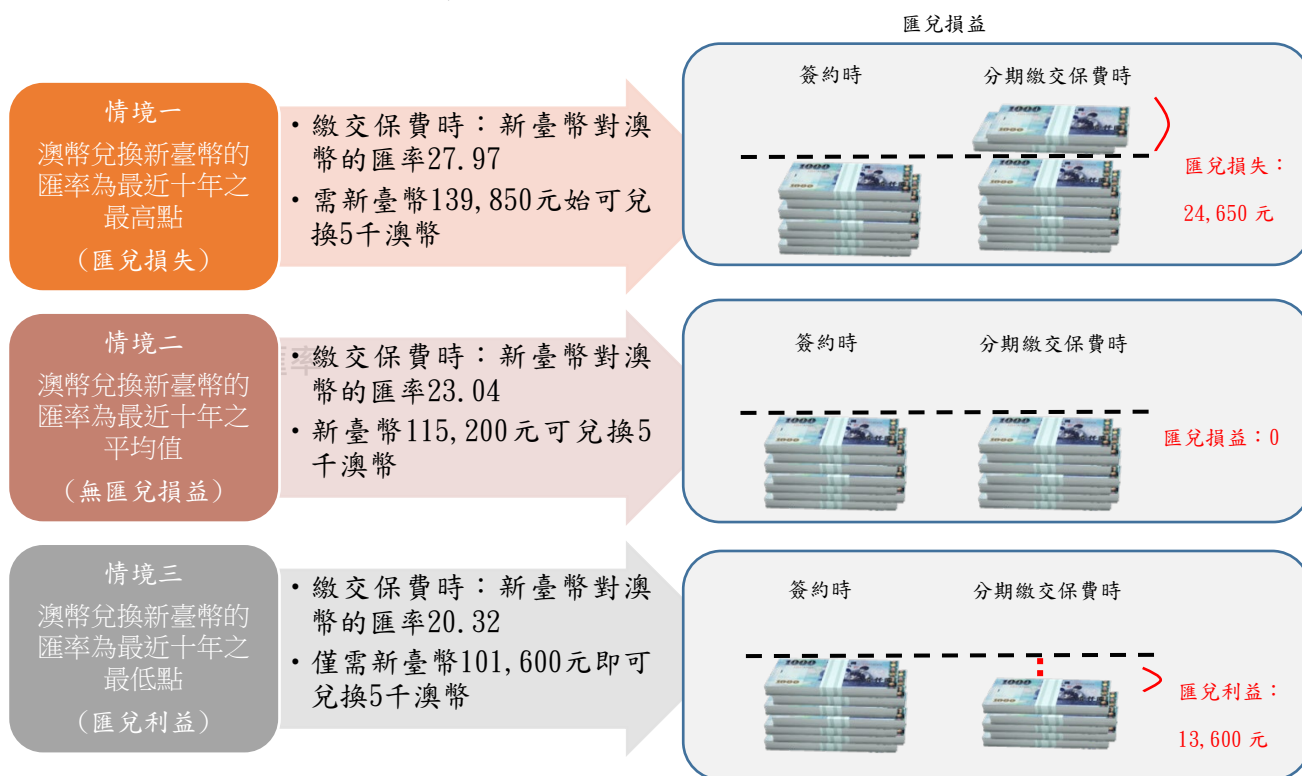 匯兌損益
情境一
澳幣兌換新臺幣的
匯率為最近十年之
最高點
(匯兌損失)
•繳交保費時：新臺幣對澳
幣的匯率27.97
•需新臺幣139,850元始可兌
換5千澳幣
簽約時
分期繳交保費時
匯兌損失：
24,650 元
情境二
澳幣兌換新臺幣的
匯率為最近十年之
平均值
(無匯兌損益)
匯率
•繳交保費時：新臺幣對澳
幣的匯率23.04
•新臺幣115,200元可兌換5
千澳幣
簽約時
分期繳交保費時
匯兌損益：0
情境三
澳幣兌換新臺幣的
匯率為最近十年之
最低點
(匯兌利益)
•繳交保費時：新臺幣對澳
幣的匯率20.32
•僅需新臺幣101,600元即可
兌換5千澳幣
簽約時
分期繳交保費時
匯兌利益：
13,600 元